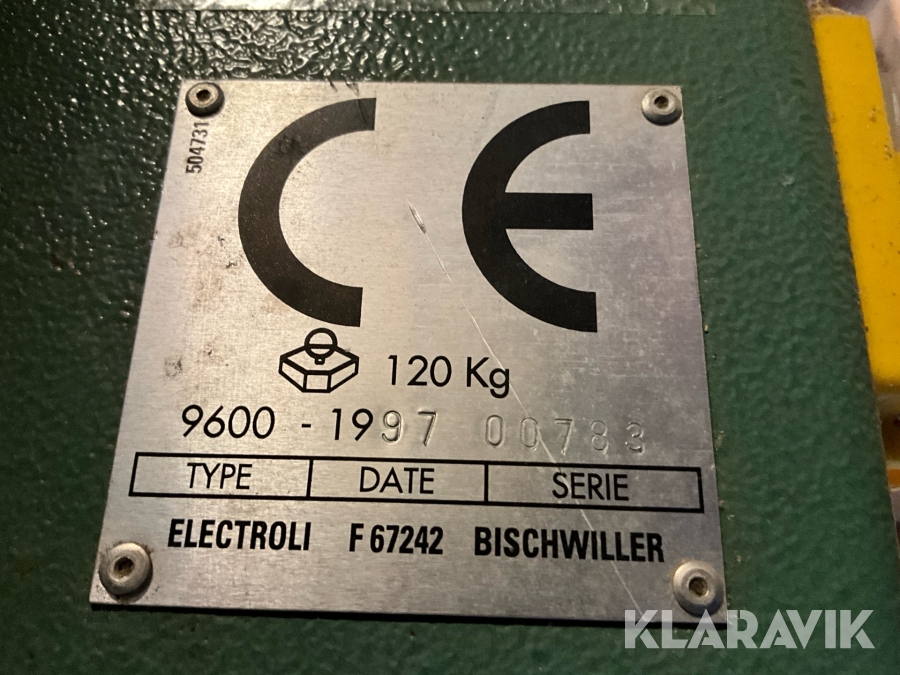 504731
CE
120 Kg
9600 - 1997 00783
TYPE DATE SERIE
ELECTROLI F 67242 BISCHWILLER
KLARAVIK